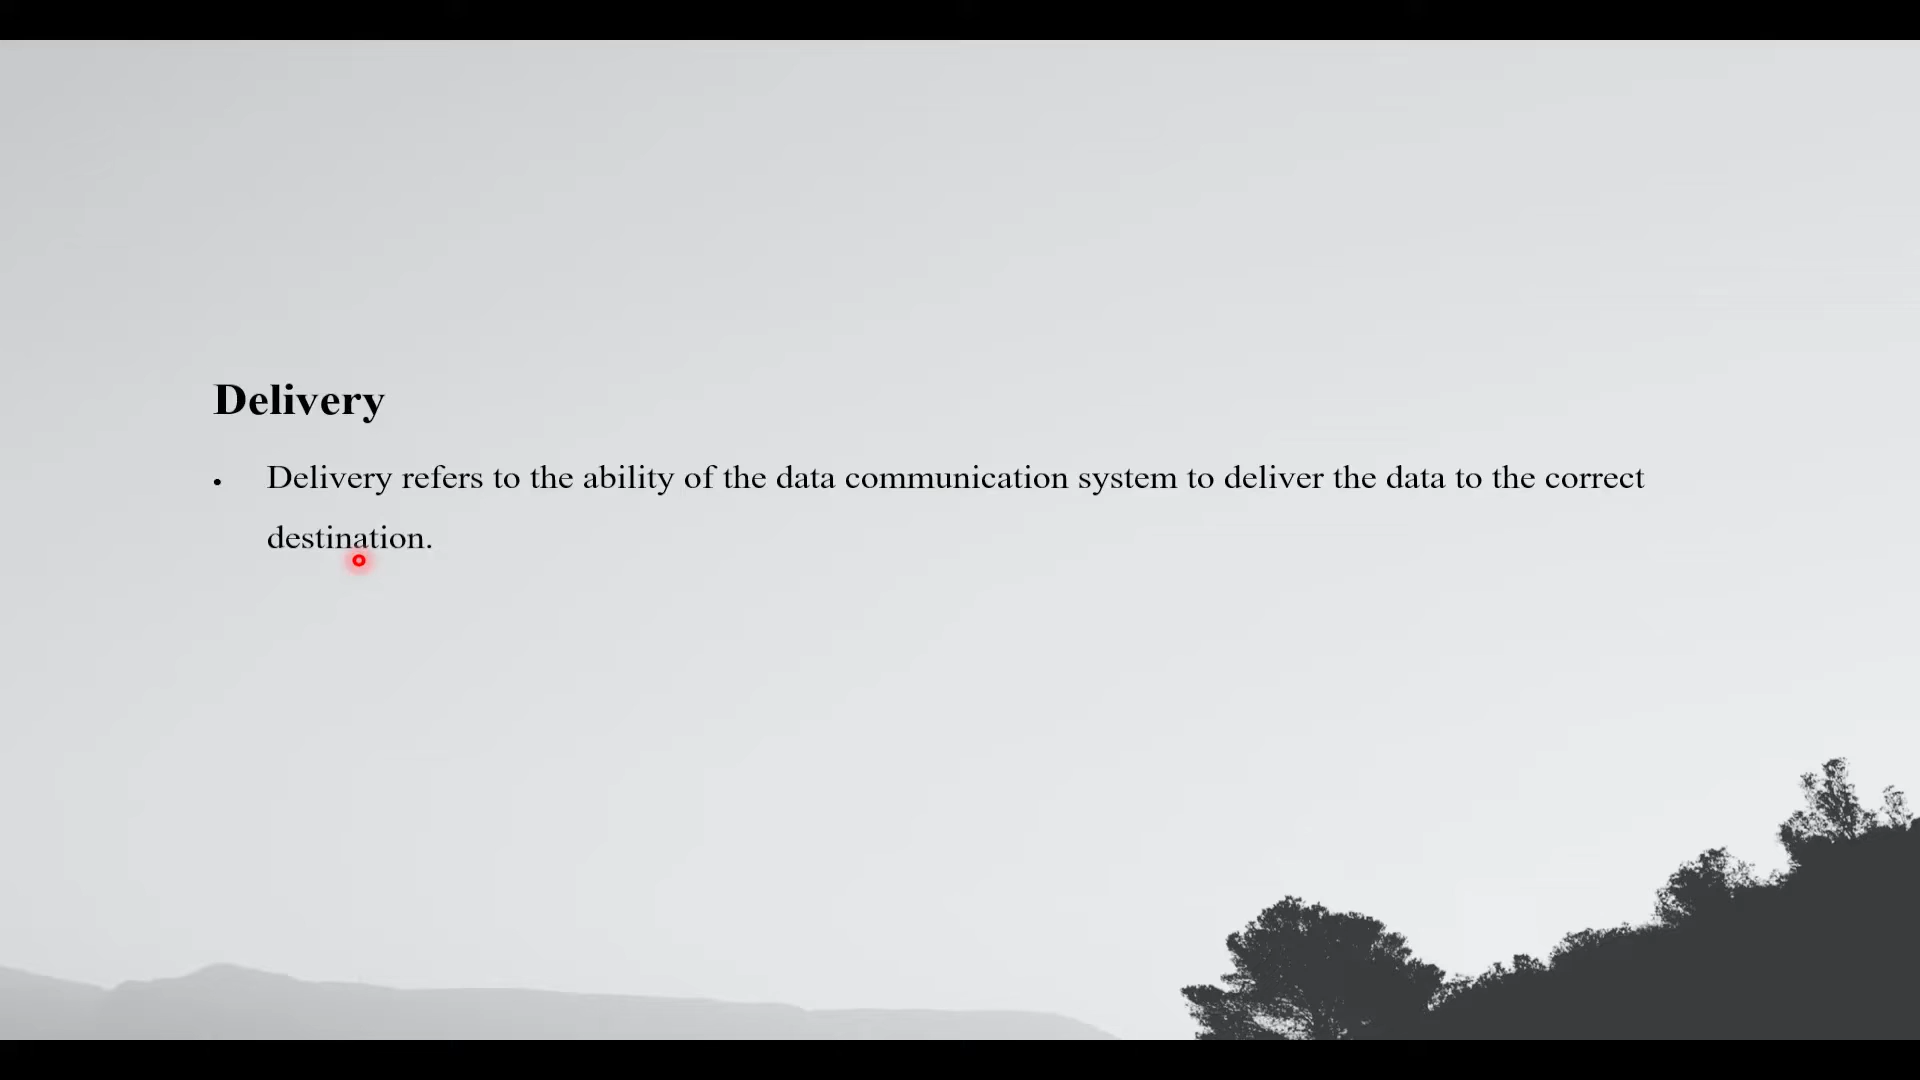 Delivery
• Delivery refers to the ability of the data communication system to deliver the data to the correct
destination.